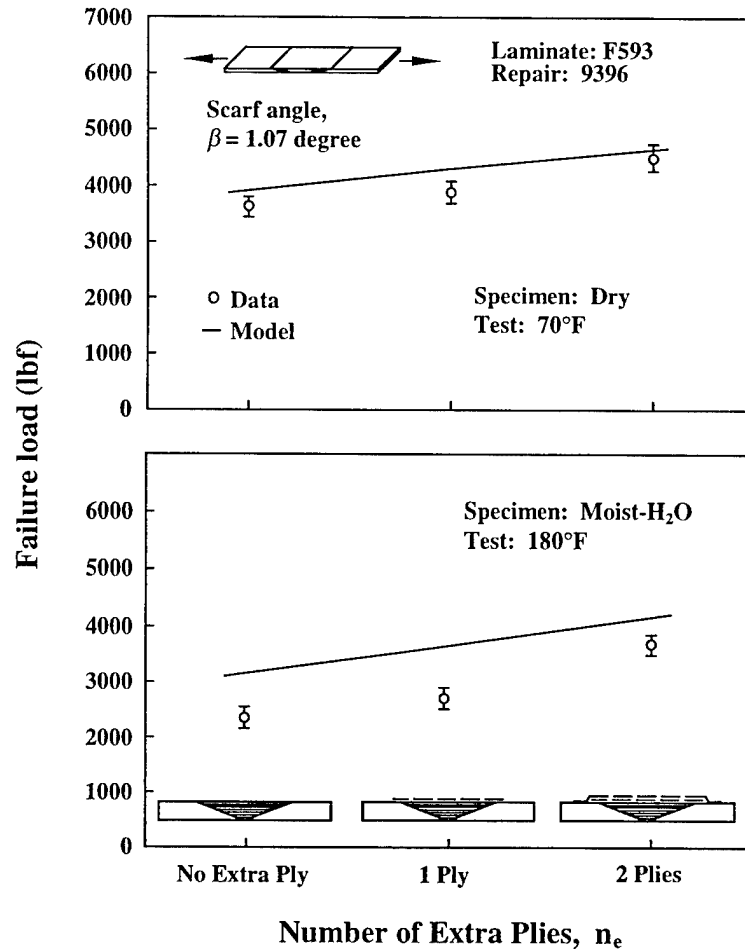 7000
6000
5000
4000
3000
2000
1000
0
Laminate: F593
Repair: 9396
Scarf angle,
β = 1.07 degree
Data
Model
Specimen: Dry
Test: 70°F
Failure load (lbf)
6000
5000
4000
3000
2000
1000
0
Specimen: Moist-H₂O
Test: 180°F
No Extra Ply
1 Ply
2 Plies
Number of Extra Plies, nₑ